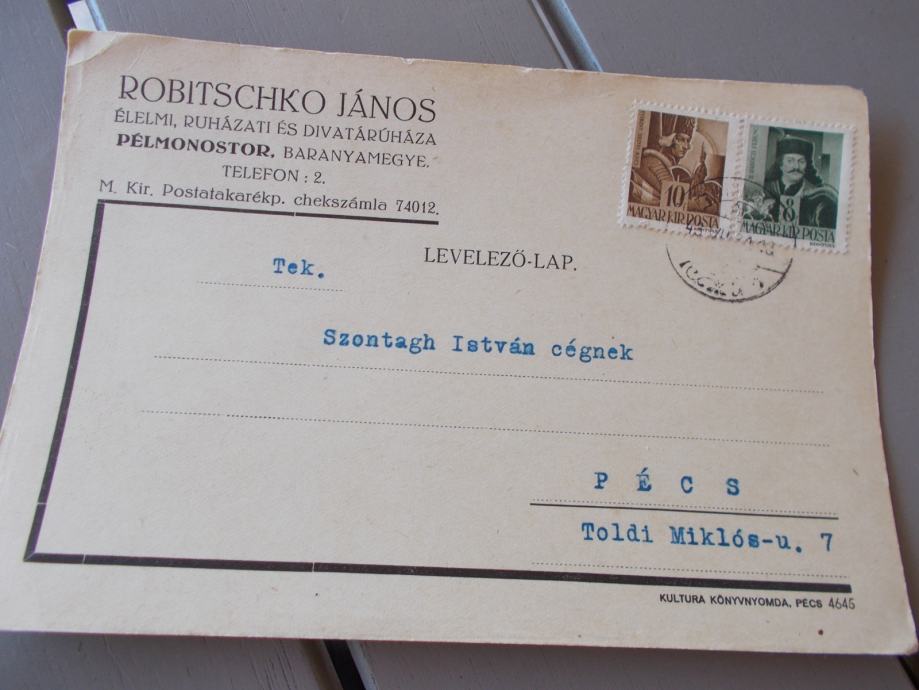 ROBITSCHKO JÁNOS
ÉLELMI, RUHÁZATI ÉS DIVATÁRÚHÁZA
PÉLMONOSTOR, BARANYAMEGYE.
TELEFON : 2.
M. Kir. Postatakarékp. chekszámla 74012.
10
MAGYAR KIR. POSTA
8
MAGYAR KIR. POSTA
LEVELEZŐ-LAP.
Tek.
Szontagh István cégnek
PÉCS
Toldi Miklós-u. 7
KULTURA KÖNYVNYOMDA, PÉCS 4645